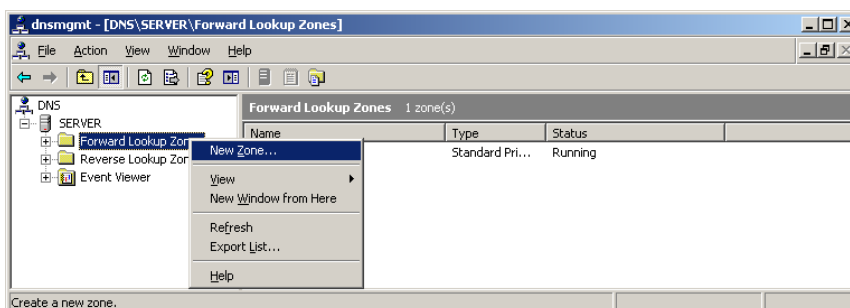 dnsmgmt - [DNS\SERVER\Forward Lookup Zones]
File Action View Window Help
DNS
SERVER
Forward Lookup Zon
Reverse Lookup Zor
Event Viewer
Forward Lookup Zones 1 zone(s)
Name Type Status
Standard Pri... Running
New Zone...
View
New Window from Here
Refresh
Export List...
Help
Create a new zone.